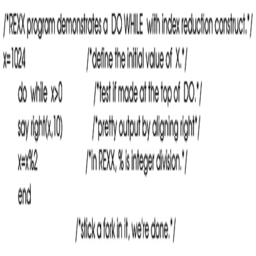 /*REXX program demonstrates a DO WHILE with index reduction construct.*/
x=1024 /*define the initial value of X.*/
do while x>0 /*test if made at the top of DO.*/
say right(x,10) /*pretty output by aligning right*/
x=x%2 /*in REXX, % is integer division.*/
end
/*stick a fork in it, we're done.*/